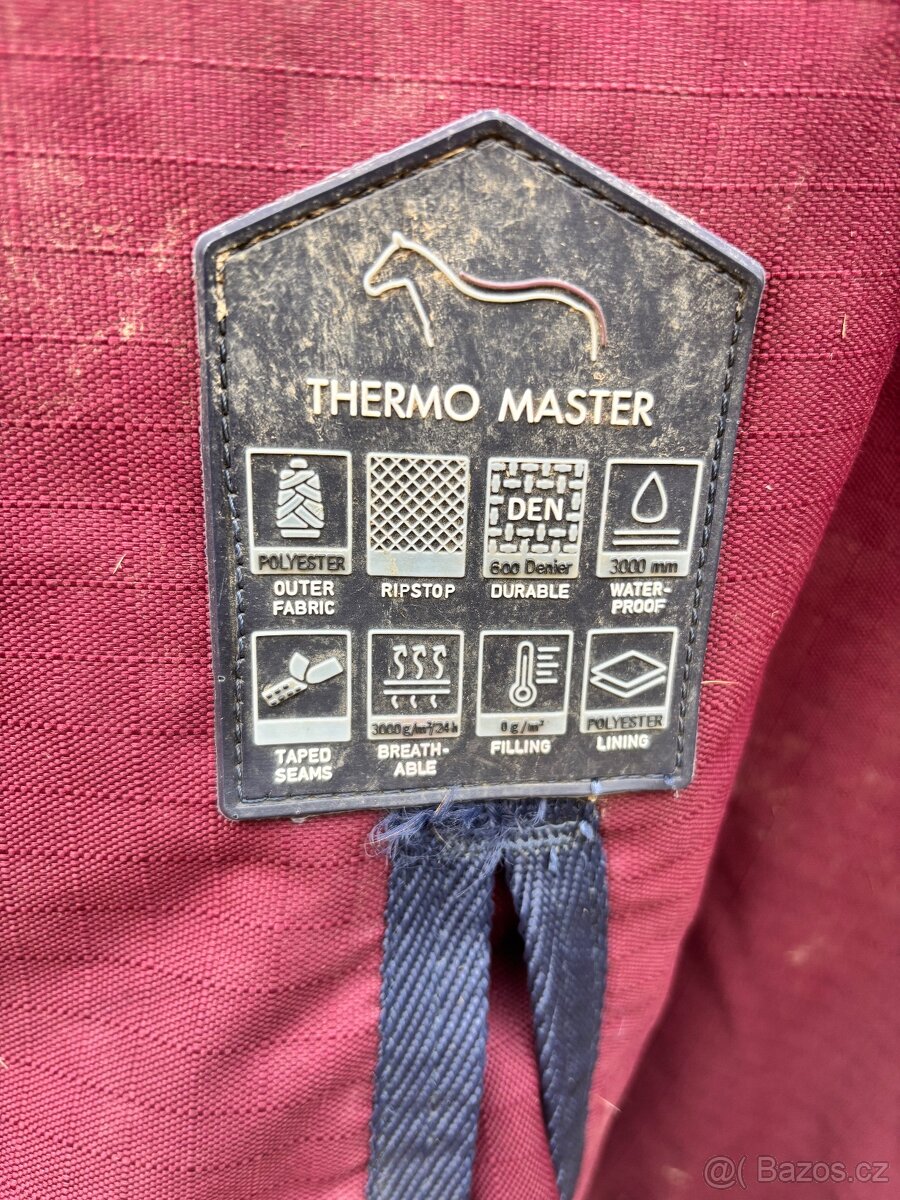 THERMO MASTER
DEN
POLYESTER
600 Denier
3000 mm
OUTER
FABRIC
RIPSTOP
DURABLE
WATER-
PROOF
3000 g/m²/24h
0 g/m²
POLYESTER
TAPED
SEAMS
BREATH-
ABLE
FILLING
LINING
@( Bazos.cz